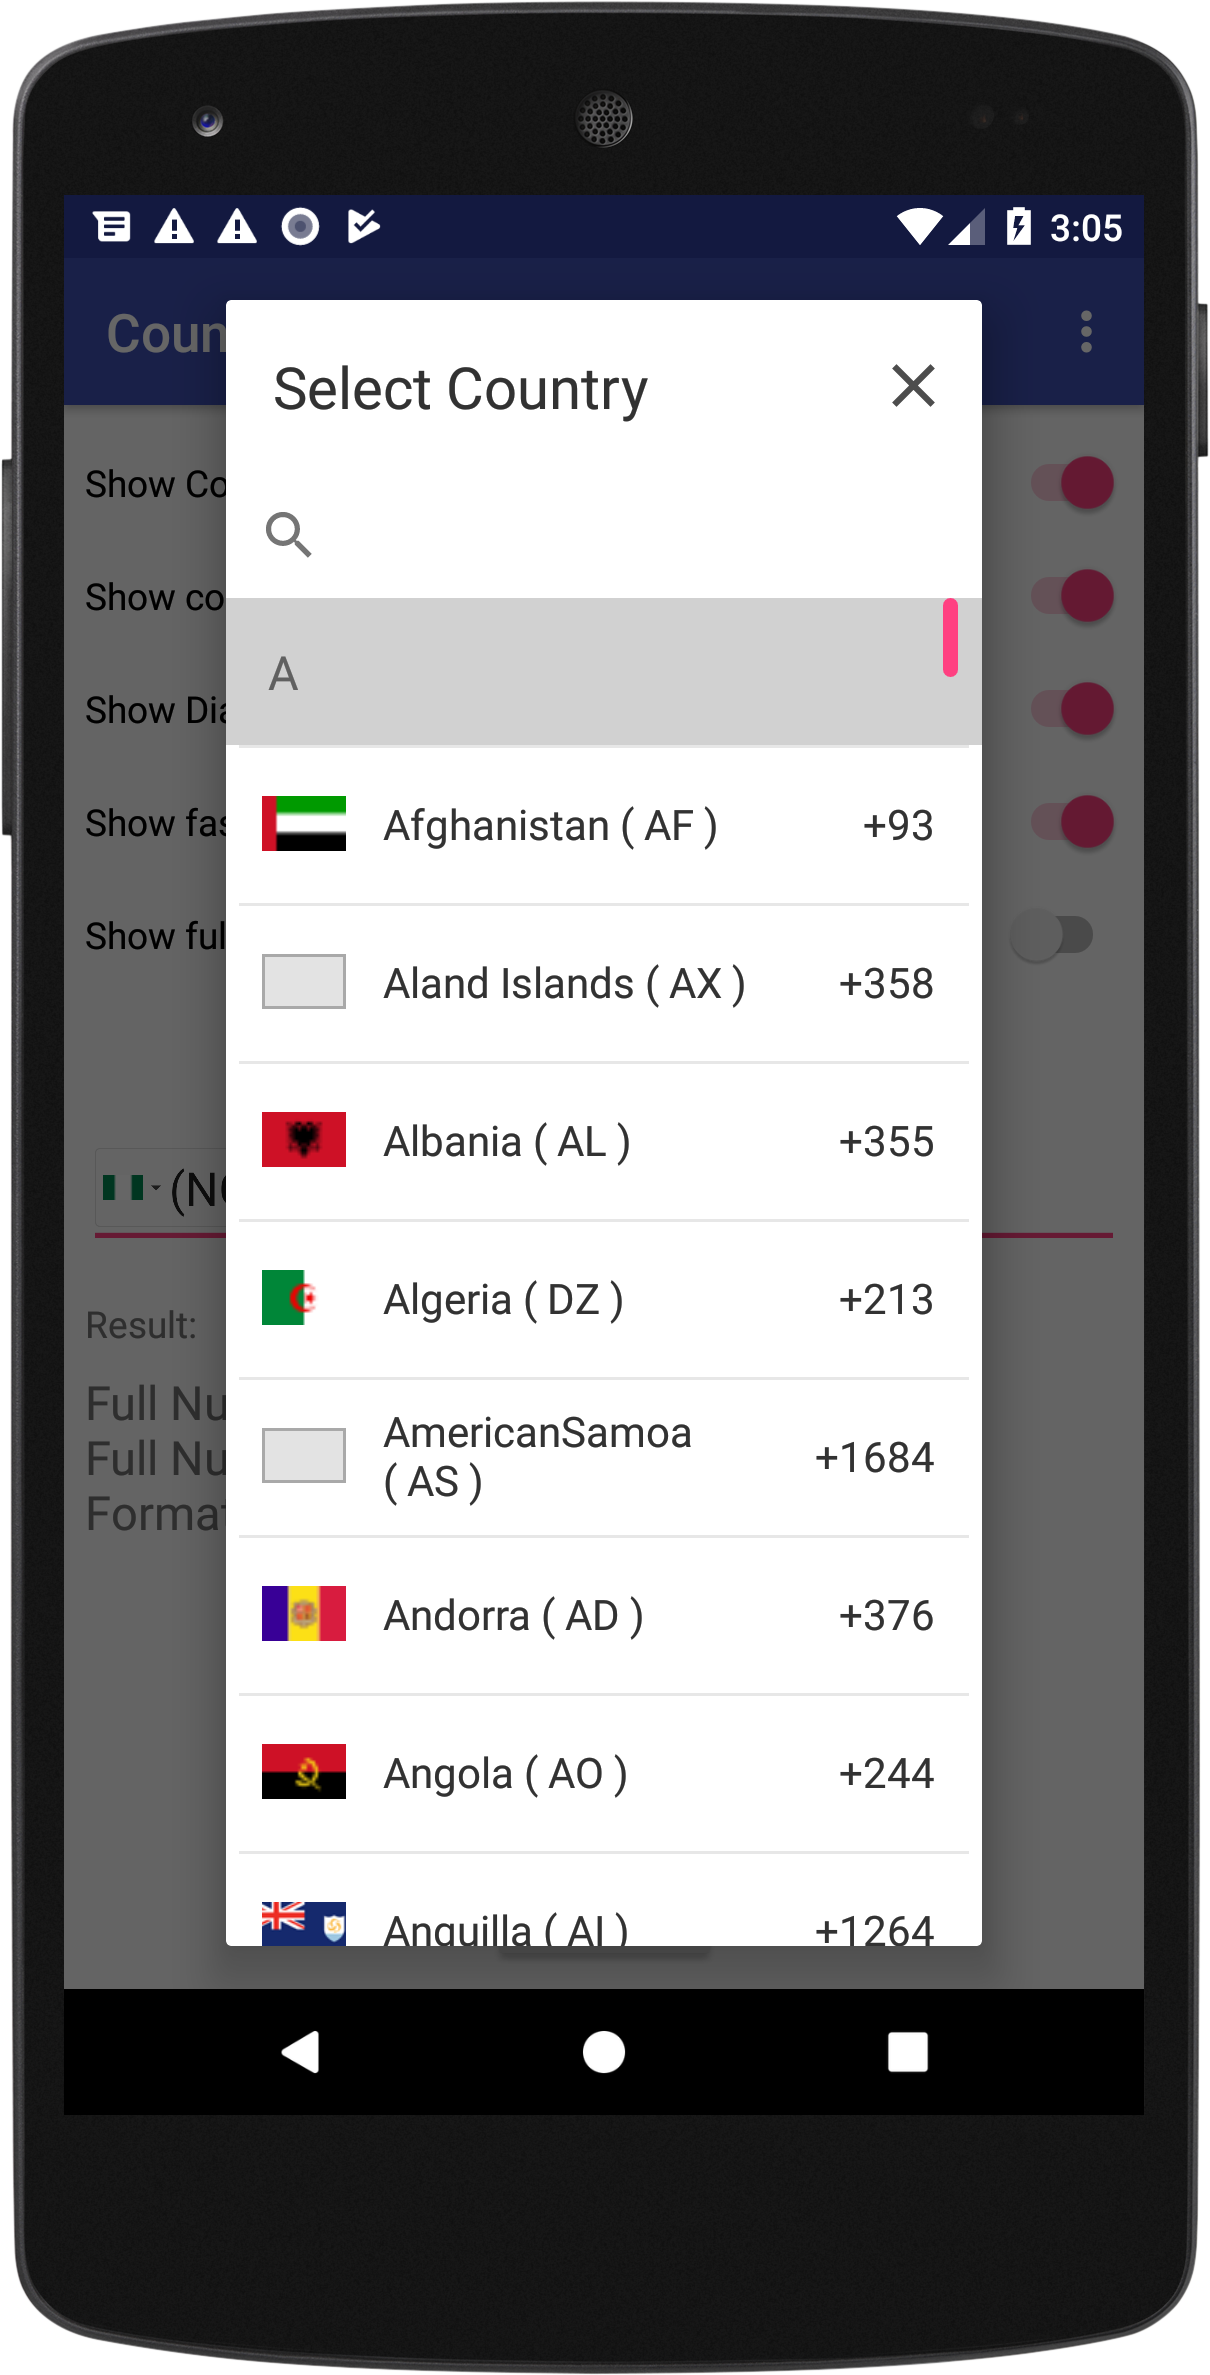 3:05
Coun
Select Country
Show Co
Show co
A
Show Dia
Show fas
Afghanistan ( AF ) +93
Show ful
Aland Islands ( AX ) +358
Albania ( AL ) +355
(NG
Algeria ( DZ ) +213
Result:
Full Nu
AmericanSamoa
( AS ) +1684
Full Nu
Format
Andorra ( AD ) +376
Angola ( AO ) +244
Anguilla ( AI ) +1264